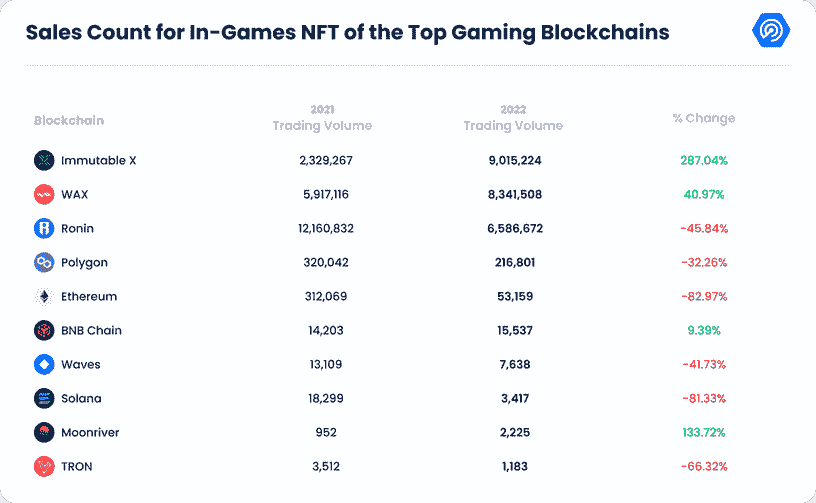 Sales Count for In-Games NFT of the Top Gaming Blockchains
Blockchain 2021 Trading Volume 2022 Trading Volume % Change
Immutable X 2,329,267 9,015,224 287.04%
WAX 5,917,116 8,341,508 40.97%
Ronin 12,160,832 6,586,672 -45.84%
Polygon 320,042 216,801 -32.26%
Ethereum 312,069 53,159 -82.97%
BNB Chain 14,203 15,537 9.39%
Waves 13,109 7,638 -41.73%
Solana 18,299 3,417 -81.33%
Moonriver 952 2,225 133.72%
TRON 3,512 1,183 -66.32%